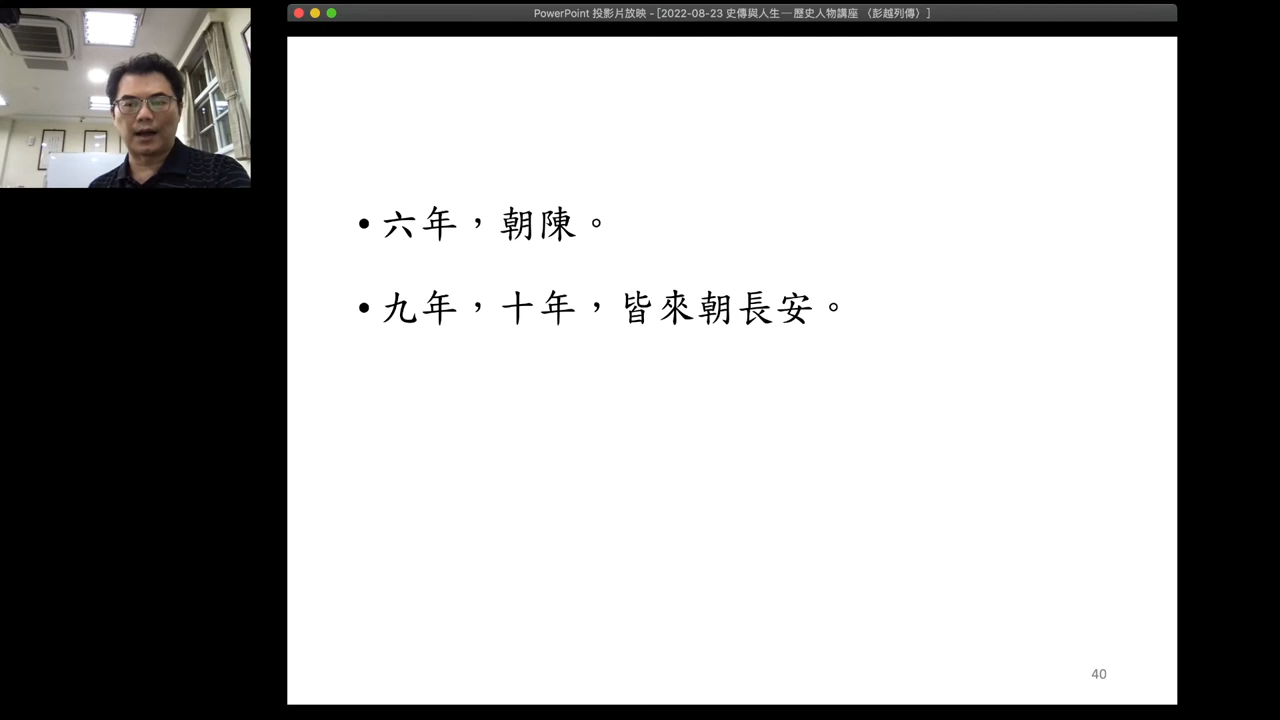 PowerPoint 投影片放映 - [2022-08-23 史傳與人生─歷史人物講座 〈彭越列傳〉]
• 六年，朝陳。
• 九年，十年，皆來朝長安。
40